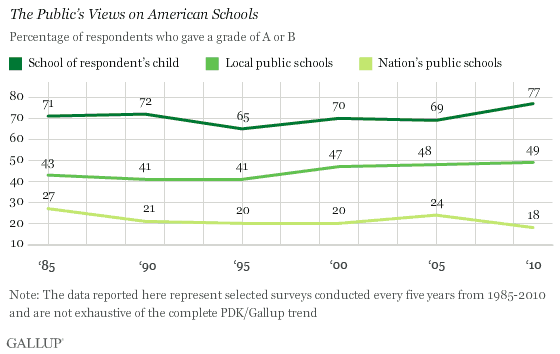 The Public's Views on American Schools
Percentage of respondents who gave a grade of A or B
School of respondent's child Local public schools Nation's public schools
80
70
60
50
40
30
20
10
71 72 65 70 69 77
43 41 41 47 48 49
27 21 20 20 24 18
‘85 ‘90 ‘95 ‘00 ‘05 ‘10
Note: The data reported here represent selected surveys conducted every five years from 1985-2010
and are not exhaustive of the complete PDK/Gallup trend
GALLUP®